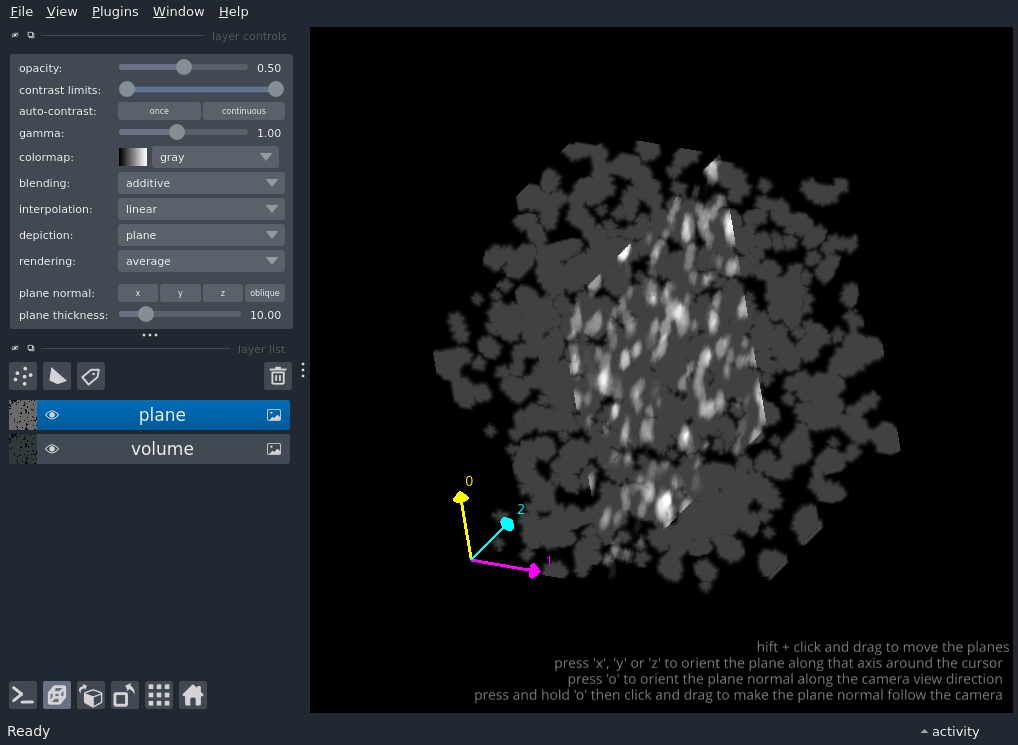 File View Plugins Window Help
layer controls
opacity: 0.50
contrast limits:
auto-contrast: once continuous
gamma: 1.00
colormap: gray
blending: additive
interpolation: linear
depiction: plane
rendering: average
plane normal: x y z oblique
plane thickness: 10.00
layer list
plane
volume
0
2
1
hift + click and drag to move the planes
press 'x', 'y' or 'z' to orient the plane along that axis around the cursor
press 'o' to orient the plane normal along the camera view direction
press and hold 'o' then click and drag to make the plane normal follow the camera
Ready
activity